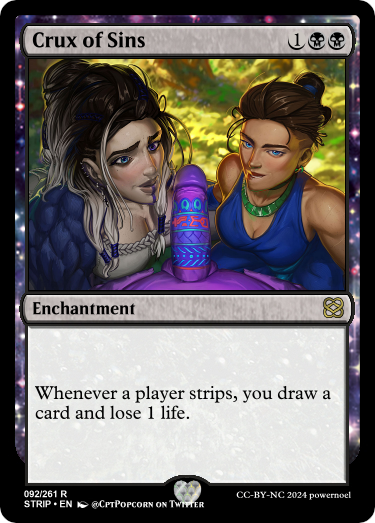 Crux of Sins 1
Enchantment
Whenever a player strips, you draw a
card and lose 1 life.
092/261 R
STRIP • EN @CptPopcorn on Twitter
CC-BY-NC 2024 powernoel